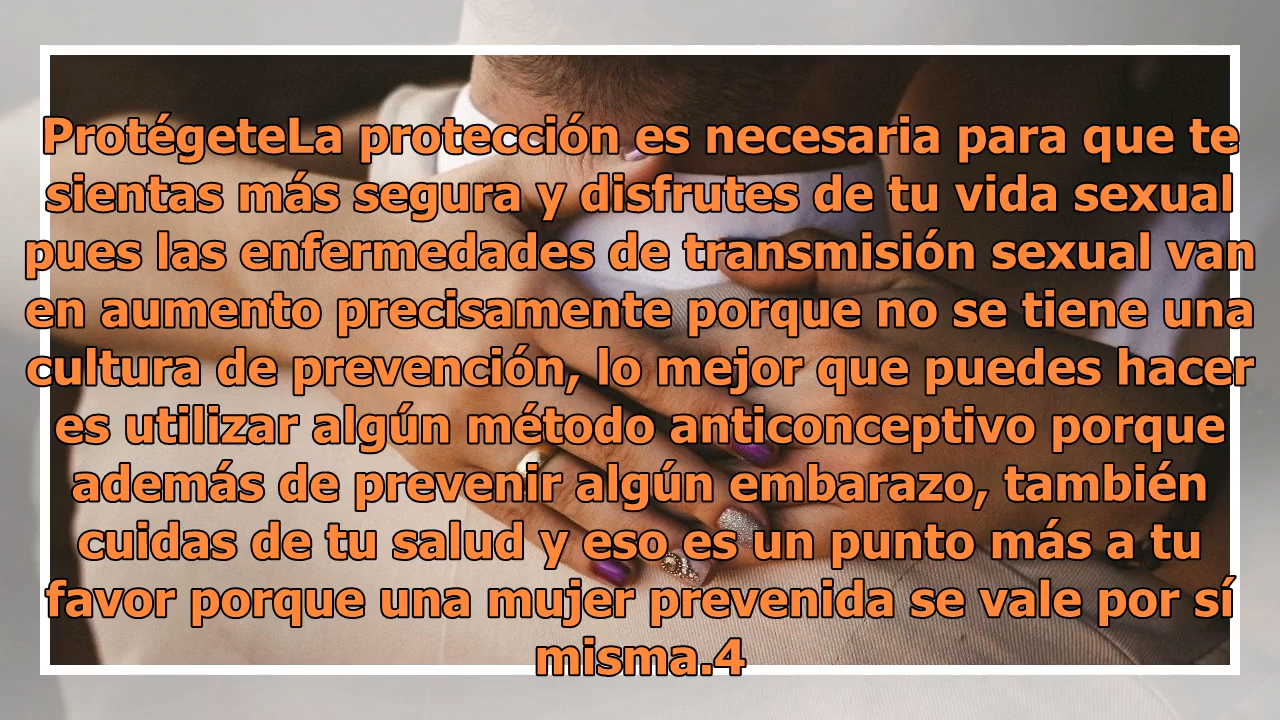 ProtégeteLa protección es necesaria para que te
sientas más segura y disfrutes de tu vida sexual
pues las enfermedades de transmisión sexual van
en aumento precisamente porque no se tiene una
cultura de prevención, lo mejor que puedes hacer
es utilizar algún método anticonceptivo porque
además de prevenir algún embarazo, también
cuidas de tu salud y eso es un punto más a tu
favor porque una mujer prevenida se vale por sí
misma.4